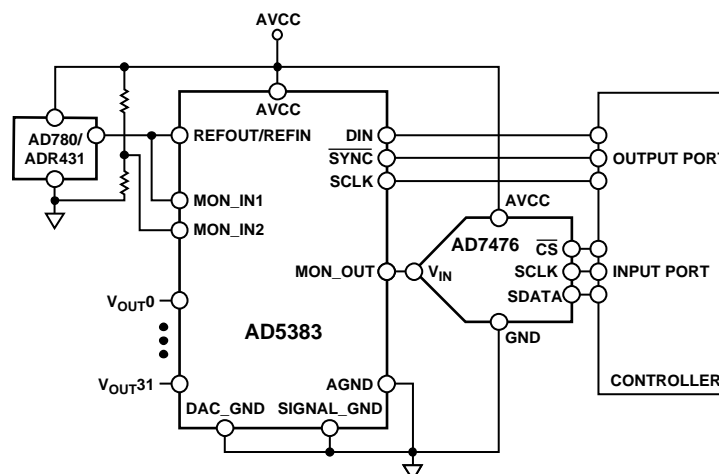 AVCC
AVCC
AD780/
ADR431
REFOUT/REFIN
DIN
SYNC
SCLK
OUTPUT PORT
MON_IN1
MON_IN2
AVCC
AD7476
MON_OUT
VIN
CS
SCLK
SDATA
INPUT PORT
VOUT0
AD5383
GND
VOUT31
AGND
CONTROLLER
DAC_GND
SIGNAL_GND